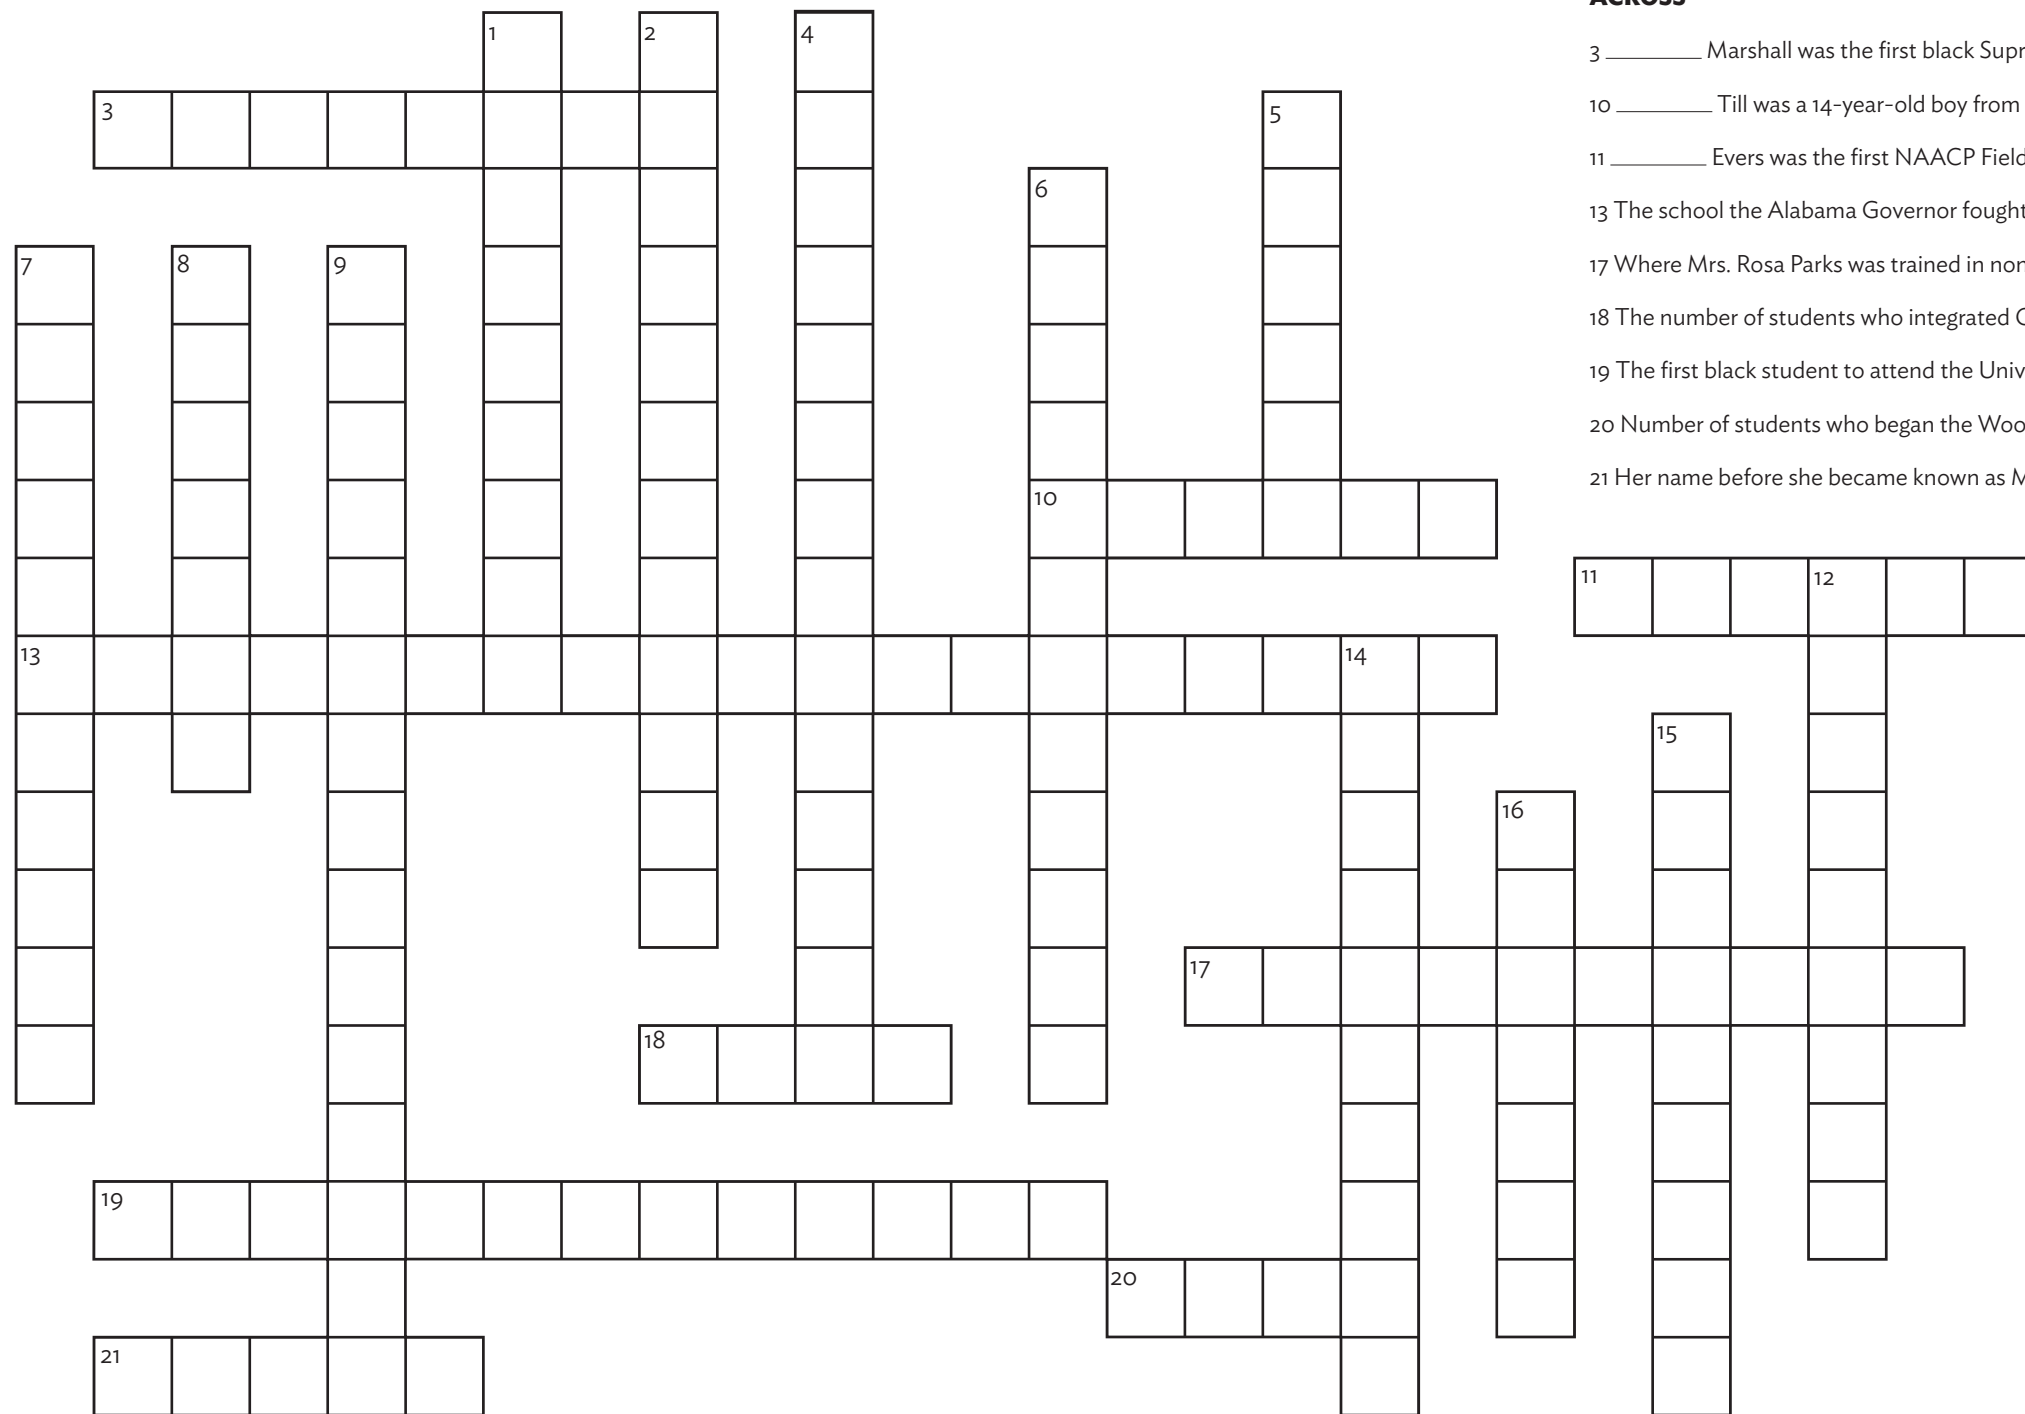 ACROSS
3 ________ Marshall was the first black Supr
10 ________ Till was a 14-year-old boy from
11 ________ Evers was the first NAACP Field
13 The school the Alabama Governor fought
17 Where Mrs. Rosa Parks was trained in non
18 The number of students who integrated C
19 The first black student to attend the Univ
20 Number of students who began the Woo
21 Her name before she became known as M
1 2 4
3 5
6
7 8 9
10
11 12
13 14
15
16
17
18
19
20
21